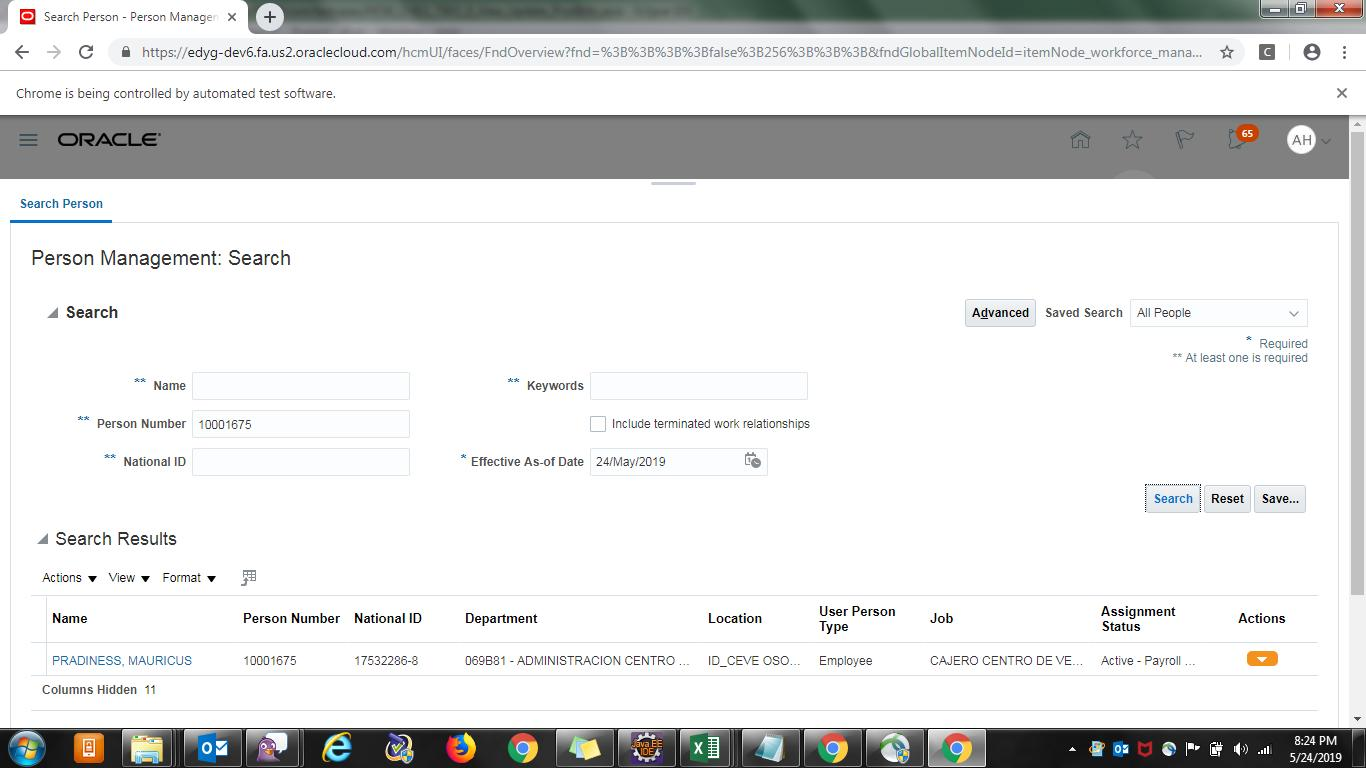 Search Person - Person Managen
https://edyg-dev6.fa.us2.oraclecloud.com/hcmUI/faces/FndOverview?fnd=%3B%3B%3B%3Bfalse%3B256%3B%3B%3B&fndGlobalItemNodeId=itemNode_workforce_mana...
C
Chrome is being controlled by automated test software.
ORACLE
65
AH
Search Person
Person Management: Search
Search
Advanced Saved Search All People
* Required
** At least one is required
** Name
** Keywords
** Person Number 10001675
Include terminated work relationships
** National ID
* Effective As-of Date 24/May/2019
Search Reset Save...
Search Results
Actions View Format
Name Person Number National ID Department Location User Person Type Job Assignment Status Actions
PRADINESS, MAURICUS 10001675 17532286-8 069B81 - ADMINISTRACION CENTRO ... ID_CEVE OSO... Employee CAJERO CENTRO DE VE... Active - Payroll ...
Columns Hidden 11
Java EE
IDE
8:24 PM
5/24/2019